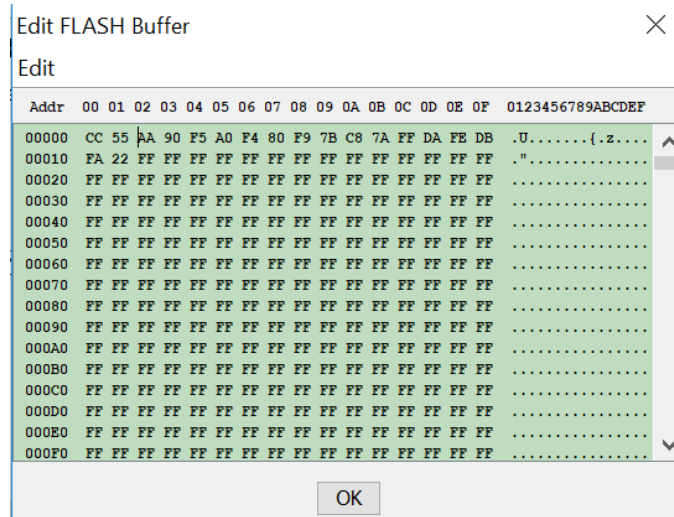 Edit FLASH Buffer
Edit
Addr 00 01 02 03 04 05 06 07 08 09 0A 0B 0C 0D 0E 0F 0123456789ABCDEF
00000 CC 55 AA 90 F5 A0 F4 80 F9 7B C8 7A FF DA FE DB .U.......{.z....
00010 FA 22 FF FF FF FF FF FF FF FF FF FF FF FF FF FF ."..............
00020 FF FF FF FF FF FF FF FF FF FF FF FF FF FF FF FF ................
00030 FF FF FF FF FF FF FF FF FF FF FF FF FF FF FF FF ................
00040 FF FF FF FF FF FF FF FF FF FF FF FF FF FF FF FF ................
00050 FF FF FF FF FF FF FF FF FF FF FF FF FF FF FF FF ................
00060 FF FF FF FF FF FF FF FF FF FF FF FF FF FF FF FF ................
00070 FF FF FF FF FF FF FF FF FF FF FF FF FF FF FF FF ................
00080 FF FF FF FF FF FF FF FF FF FF FF FF FF FF FF FF ................
00090 FF FF FF FF FF FF FF FF FF FF FF FF FF FF FF FF ................
000A0 FF FF FF FF FF FF FF FF FF FF FF FF FF FF FF FF ................
000B0 FF FF FF FF FF FF FF FF FF FF FF FF FF FF FF FF ................
000C0 FF FF FF FF FF FF FF FF FF FF FF FF FF FF FF FF ................
000D0 FF FF FF FF FF FF FF FF FF FF FF FF FF FF FF FF ................
000E0 FF FF FF FF FF FF FF FF FF FF FF FF FF FF FF FF ................
000F0 FF FF FF FF FF FF FF FF FF FF FF FF FF FF FF FF ................
OK